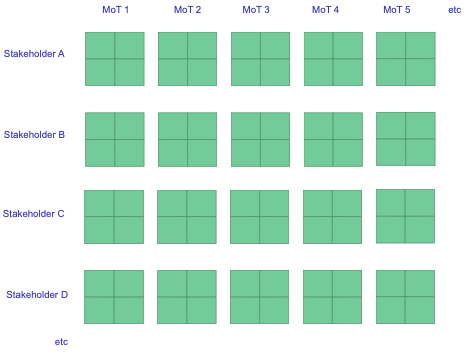 MoT 1 MoT 2 MoT 3 MoT 4 MoT 5 etc
Stakeholder A
Stakeholder B
Stakeholder C
Stakeholder D
etc